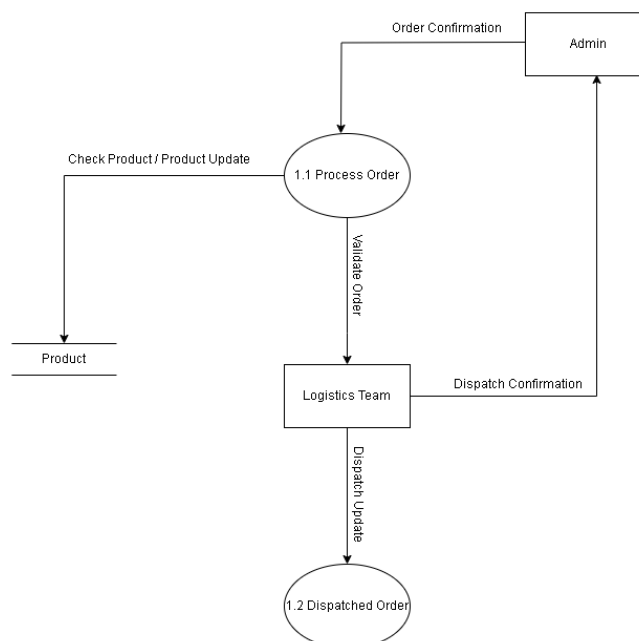 Order Confirmation
Admin
Check Product / Product Update
1.1 Process Order
Validate Order
Product
Logistics Team
Dispatch Confirmation
Dispatch Update
1.2 Dispatched Order